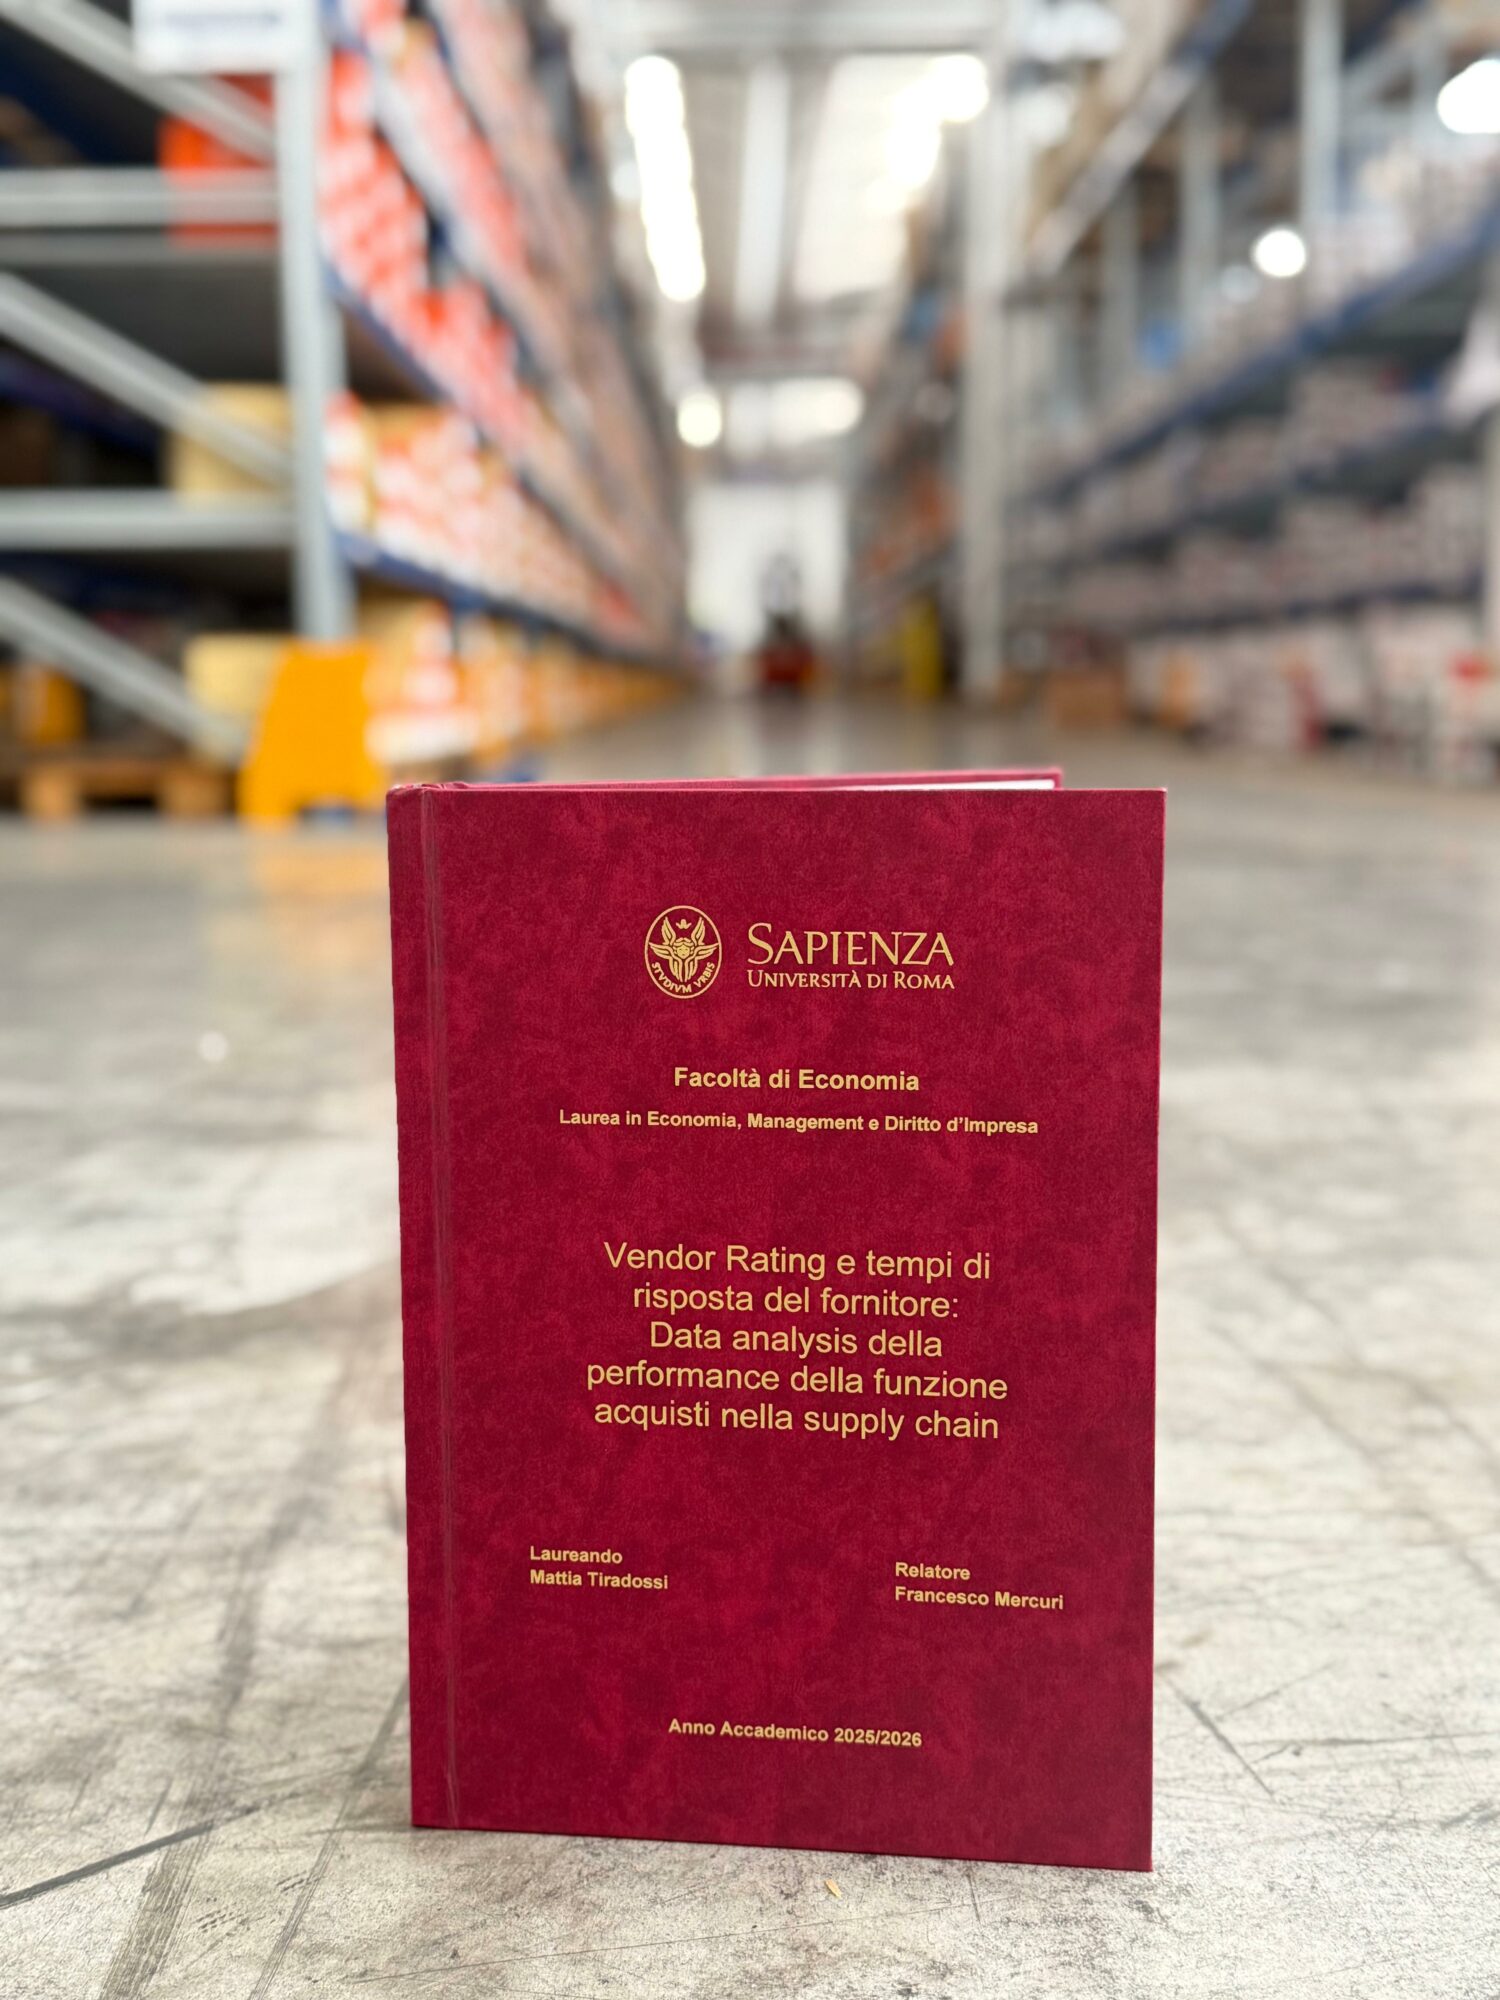 STVDIVM VRBIS
SAPIENZA
UNIVERSITÀ DI ROMA
Facoltà di Economia
Laurea in Economia, Management e Diritto d'Impresa
Vendor Rating e tempi di
risposta del fornitore:
Data analysis della
performance della funzione
acquisti nella supply chain
Laureando
Mattia Tiradossi
Relatore
Francesco Mercuri
Anno Accademico 2025/2026